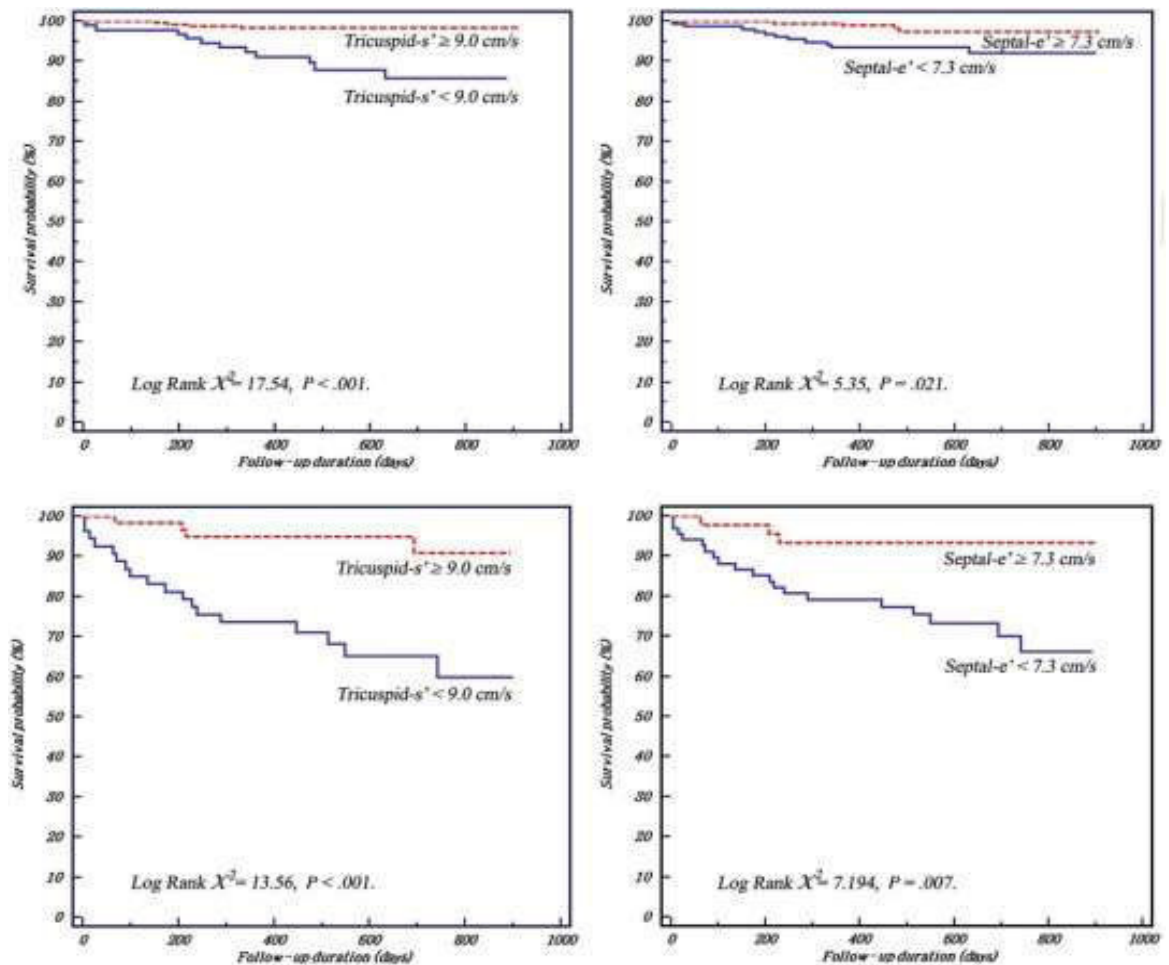 100
90
80
70
60
50
40
30
20
10
0
Survival probability (%)
Tricuspid-s' ≥ 9.0 cm/s
Tricuspid-s' < 9.0 cm/s
Log Rank X²= 17.54, P < .001.
0 200 400 600 800 1000
Follow-up duration (days)
100
90
80
70
60
50
40
30
20
10
0
Survival probability (%)
Septal-e' ≥ 7.3 cm/s
Septal-e' < 7.3 cm/s
Log Rank X²= 5.35, P = .021.
0 200 400 600 800 1000
Follow-up duration (days)
100
90
80
70
60
50
40
30
20
10
0
Survival probability (%)
Tricuspid-s' ≥ 9.0 cm/s
Tricuspid-s' < 9.0 cm/s
Log Rank X²= 13.56, P < .001.
0 200 400 600 800 1000
Follow-up duration (days)
100
90
80
70
60
50
40
30
20
10
0
Survival probability (%)
Septal-e' ≥ 7.3 cm/s
Septal-e' < 7.3 cm/s
Log Rank X²= 7.194, P = .007.
0 200 400 600 800 1000
Follow-up duration (days)